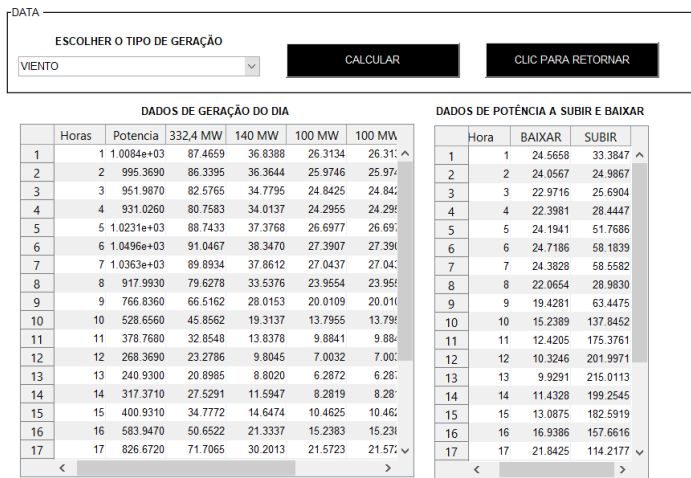 DATA
ESCOLHER O TIPO DE GERAÇÃO
VIENTO
CALCULAR
CLIC PARA RETORNAR
DADOS DE GERAÇÃO DO DIA
Horas Potencia 332,4 MW 140 MW 100 MW 100 MW
1 1 1.0084e+03 87.4659 36.8388 26.3134 26.313
2 2 995.3690 86.3395 36.3644 25.9746 25.974
3 3 951.9870 82.5765 34.7795 24.8425 24.842
4 4 931.0260 80.7583 34.0137 24.2955 24.295
5 5 1.0231e+03 88.7433 37.3768 26.6977 26.697
6 6 1.0496e+03 91.0467 38.3470 27.3907 27.390
7 7 1.0363e+03 89.8934 37.8612 27.0437 27.043
8 8 917.9930 79.6278 33.5376 23.9554 23.955
9 9 766.8360 66.5162 28.0153 20.0109 20.010
10 10 528.6560 45.8562 19.3137 13.7955 13.795
11 11 378.7680 32.8548 13.8378 9.8841 9.884
12 12 268.3690 23.2786 9.8045 7.0032 7.003
13 13 240.9300 20.8985 8.8020 6.2872 6.287
14 14 317.3710 27.5291 11.5947 8.2819 8.281
15 15 400.9310 34.7772 14.6474 10.4625 10.462
16 16 583.9470 50.6522 21.3337 15.2383 15.238
17 17 826.6720 71.7065 30.2013 21.5723 21.572
DADOS DE POTÊNCIA A SUBIR E BAIXAR
Hora BAIXAR SUBIR
1 1 24.5658 33.3847
2 2 24.0567 24.9867
3 3 22.9716 25.6904
4 4 22.3981 28.4447
5 5 24.1941 51.7686
6 6 24.7186 58.1839
7 7 24.3828 58.5582
8 8 22.0654 28.9830
9 9 19.4281 63.4475
10 10 15.2389 137.8452
11 11 12.4205 175.3761
12 12 10.3246 201.9971
13 13 9.9291 215.0113
14 14 11.4328 199.2545
15 15 13.0875 182.5919
16 16 16.9386 157.6616
17 17 21.8425 114.2177